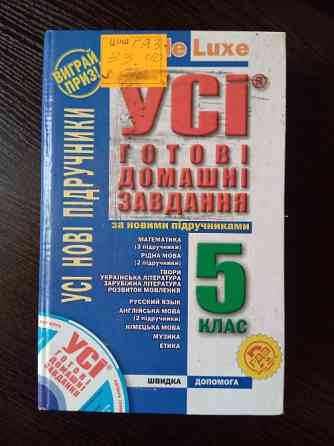 de Luxe
ВИГРАЙ
ПРИЗИ
УСІ НОВІ ПІДРУЧНИКИ
УСІ®
ГОТОВІ
ДОМАШНІ
ЗАВДАННЯ
за новими підручниками
МАТЕМАТИКА
(3 підручники)
РІДНА МОВА
(2 підручники)
ТВОРИ
УКРАЇНСЬКА ЛІТЕРАТУРА
ЗАРУБІЖНА ЛІТЕРАТУРА
РОЗВИТОК МОВЛЕННЯ
РУССКИЙ ЯЗЫК
АНГЛІЙСЬКА МОВА
(2 підручники)
НІМЕЦЬКА МОВА
МУЗИКА
ЕТИКА
5
КЛАС
УСІ
ГОТОВІ
ДОМАШНІ
ЗАВДАННЯ
ШВИДКА ДОПОМОГА